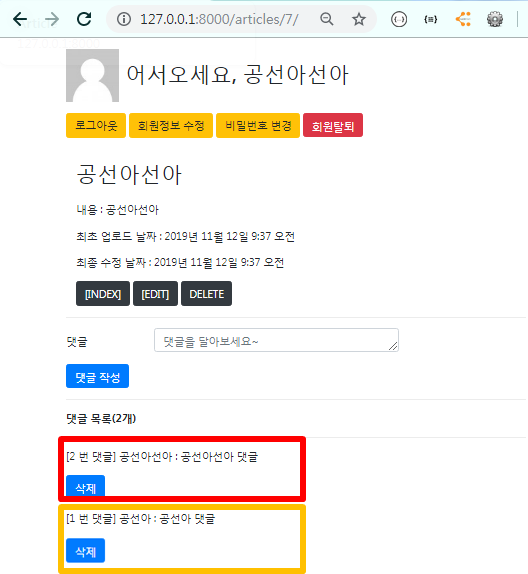 127.0.0.1:8000/articles/7/
어서오세요, 공선아선아
로그아웃 회원정보 수정 비밀번호 변경 회원탈퇴
공선아선아
내용 : 공선아선아
최초 업로드 날짜 : 2019년 11월 12일 9:37 오전
최종 수정 날짜 : 2019년 11월 12일 9:37 오전
[INDEX] [EDIT] DELETE
댓글 댓글을 달아보세요~
댓글 작성
댓글 목록(2개)
[2 번 댓글] 공선아선아 : 공선아선아 댓글
삭제
[1 번 댓글] 공선아 : 공선아 댓글
삭제